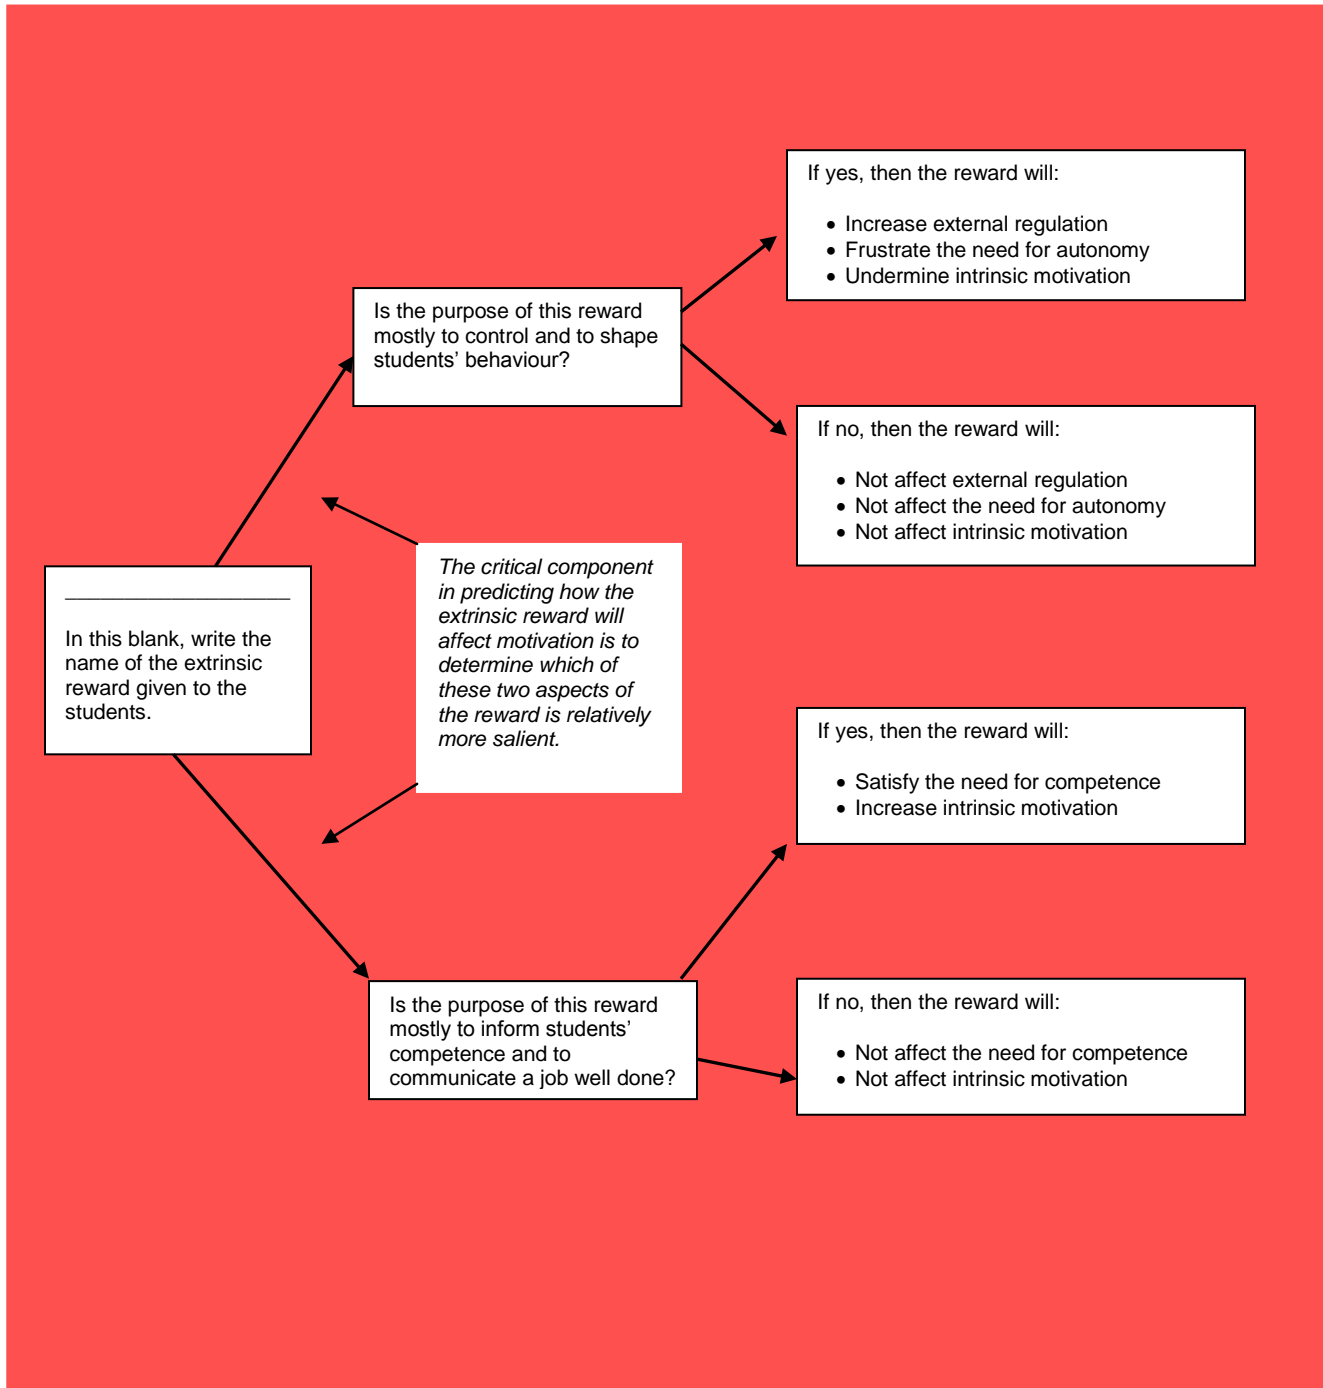 If yes, then the reward will:
• Increase external regulation
• Frustrate the need for autonomy
• Undermine intrinsic motivation
Is the purpose of this reward
mostly to control and to shape
students’ behaviour?
If no, then the reward will:
• Not affect external regulation
• Not affect the need for autonomy
• Not affect intrinsic motivation
The critical component
in predicting how the
extrinsic reward will
affect motivation is to
determine which of
these two aspects of
the reward is relatively
more salient.
____________________
In this blank, write the
name of the extrinsic
reward given to the
students.
If yes, then the reward will:
• Satisfy the need for competence
• Increase intrinsic motivation
Is the purpose of this reward
mostly to inform students’
competence and to
communicate a job well done?
If no, then the reward will:
• Not affect the need for competence
• Not affect intrinsic motivation